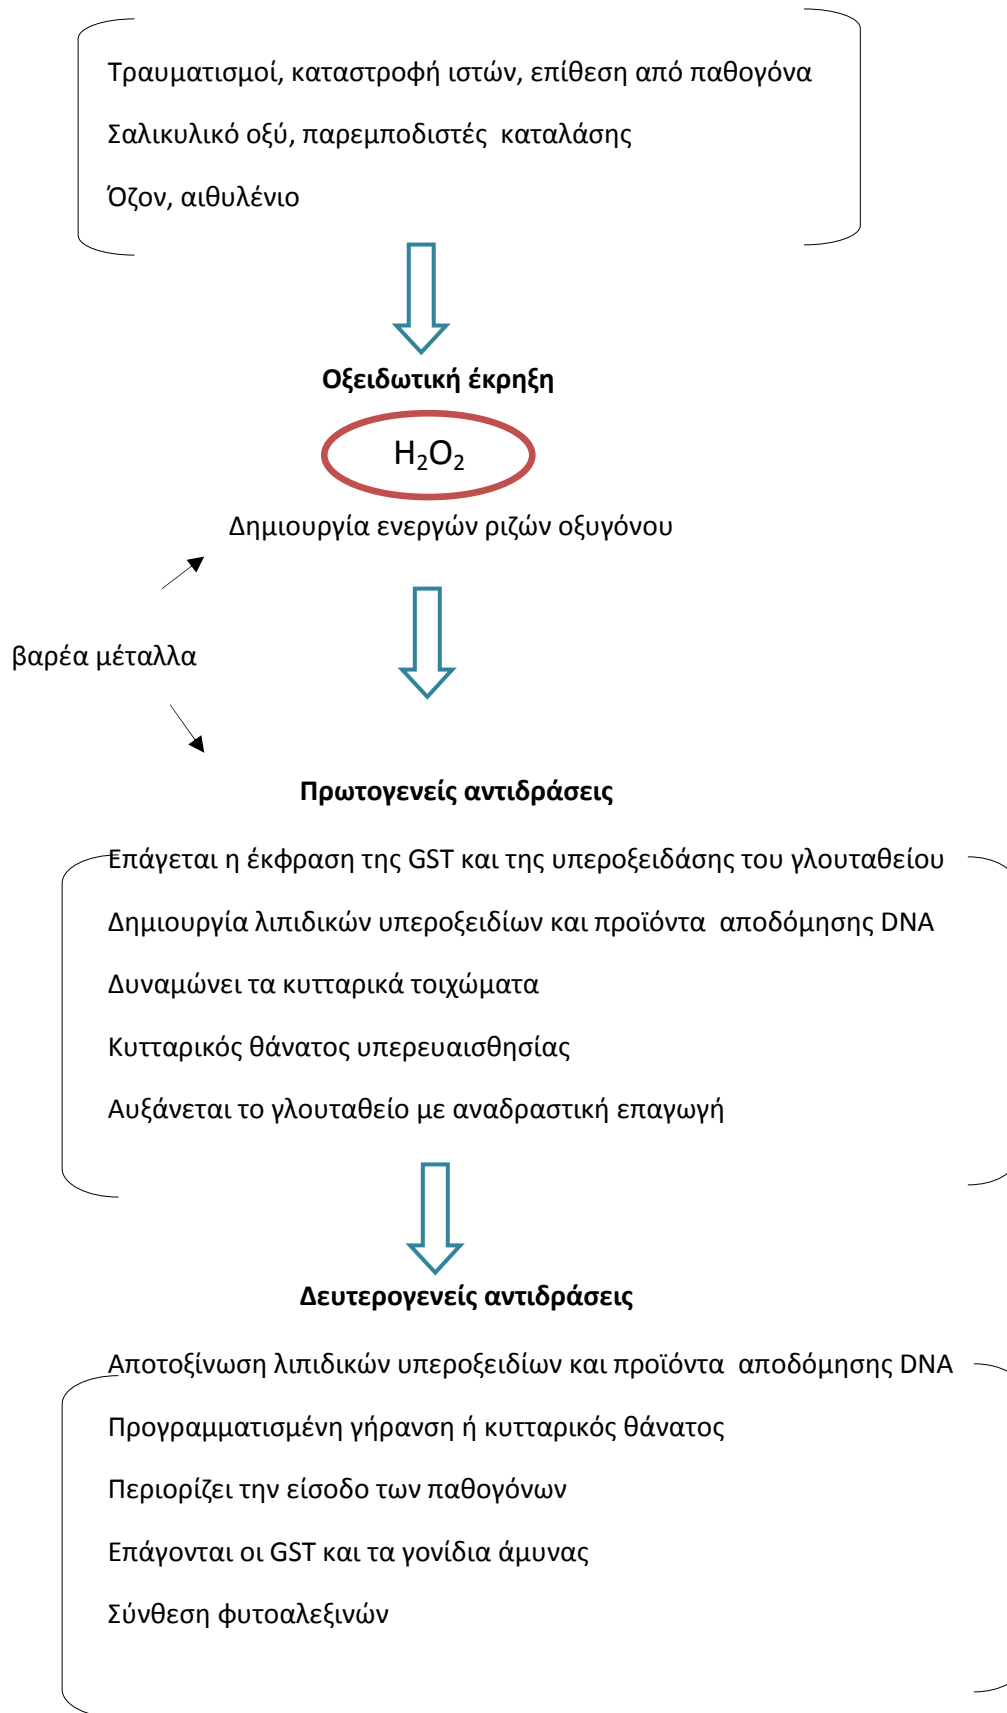 Τραυματισμοί, καταστροφή ιστών, επίθεση από παθογόνα
Σαλικυλικό οξύ, παρεμποδιστές καταλάσης
Όζον, αιθυλένιο
Οξειδωτική έκρηξη
H₂O₂
Δημιουργία ενεργών ριζών οξυγόνου
βαρέα μέταλλα
Πρωτογενείς αντιδράσεις
Επάγεται η έκφραση της GST και της υπεροξειδάσης του γλουταθείου
Δημιουργία λιπιδικών υπεροξειδίων και προϊόντα αποδόμησης DNA
Δυναμώνει τα κυτταρικά τοιχώματα
Κυτταρικός θάνατος υπερευαισθησίας
Αυξάνεται το γλουταθείο με αναδραστική επαγωγή
Δευτερογενείς αντιδράσεις
Αποτοξίνωση λιπιδικών υπεροξειδίων και προϊόντα αποδόμησης DNA
Προγραμματισμένη γήρανση ή κυτταρικός θάνατος
Περιορίζει την είσοδο των παθογόνων
Επάγονται οι GST και τα γονίδια άμυνας
Σύνθεση φυτοαλεξινών